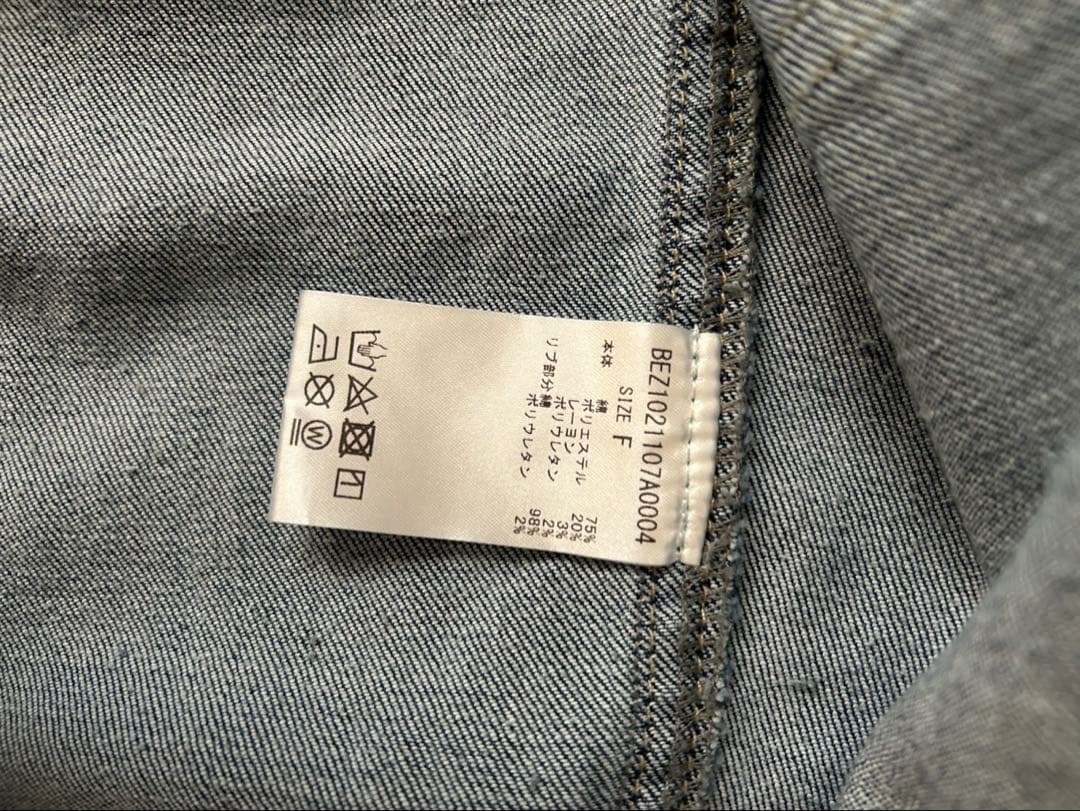 BEZ1021107A0004
SIZE F
本体 綿 75%
ポリエステル 20%
レーヨン 3%
ポリウレタン 2%
リブ部分 綿 98%
ポリウレタン 2%
W